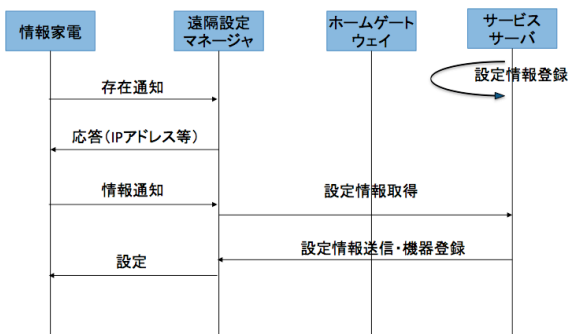 情報家電
遠隔設定
マネージャ
ホームゲート
ウェイ
サービス
サーバ
設定情報登録
存在通知
応答(IPアドレス等)
情報通知
設定情報取得
設定情報送信・機器登録
設定